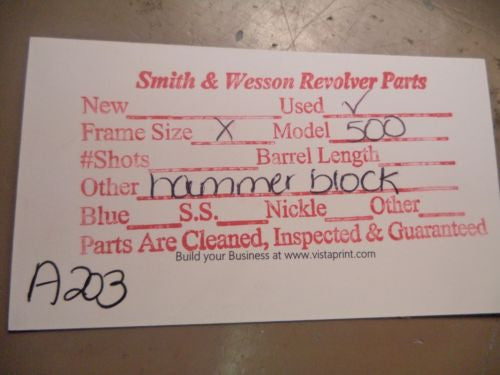 Smith & Wesson Revolver Parts
New Used ✓
Frame Size X Model 500
#Shots Barrel Length
Other hammer block
Blue S.S. Nickle Other
Parts Are Cleaned, Inspected & Guaranteed
Build your Business at www.vistaprint.com
A203